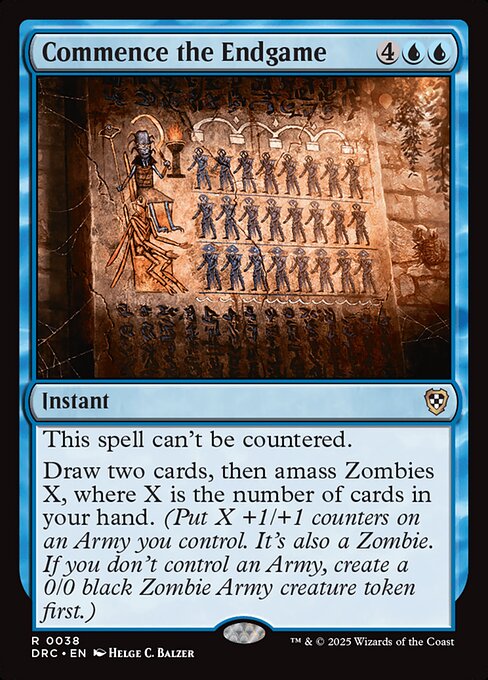 Commence the Endgame 4
Instant
This spell can't be countered.
Draw two cards, then amass Zombies
X, where X is the number of cards in
your hand. (Put X +1/+1 counters on
an Army you control. It's also a Zombie.
If you don't control an Army, create a
0/0 black Zombie Army creature token
first.)
R 0038
DRC • EN HELGE C. BALZER
™ & © 2025 Wizards of the Coast